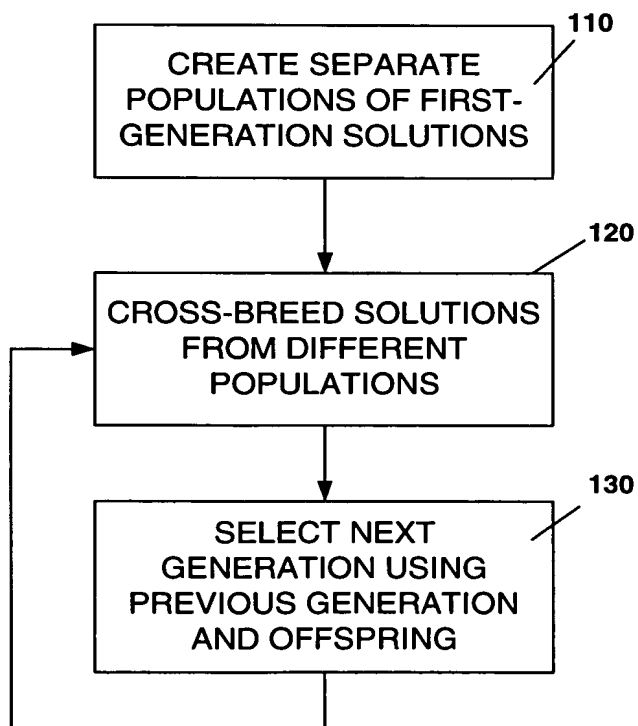 110
CREATE SEPARATE
POPULATIONS OF FIRST-
GENERATION SOLUTIONS
120
CROSS-BREED SOLUTIONS
FROM DIFFERENT
POPULATIONS
130
SELECT NEXT
GENERATION USING
PREVIOUS GENERATION
AND OFFSPRING